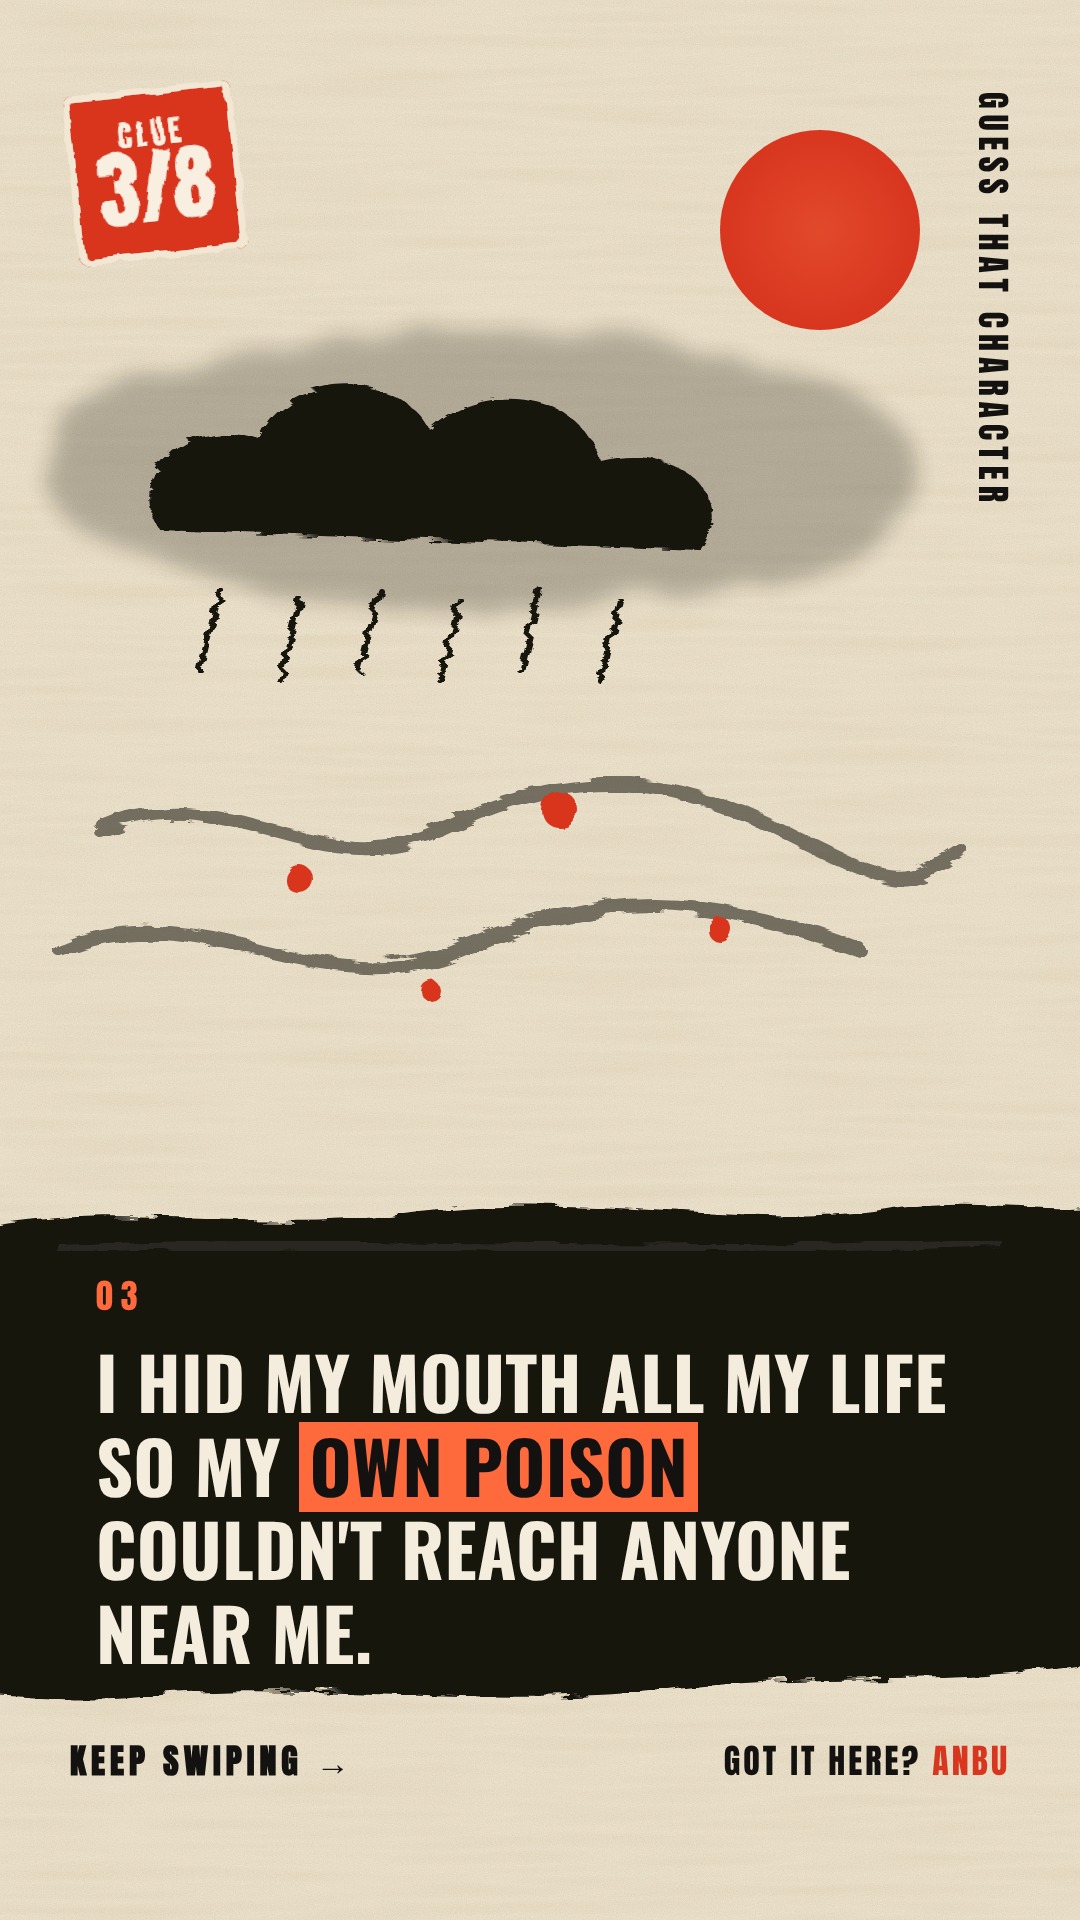 CLUE
3/8
GUESS THAT CHARACTER
03
I HID MY MOUTH ALL MY LIFE
SO MY OWN POISON
COULDN'T REACH ANYONE
NEAR ME.
KEEP SWIPING →
GOT IT HERE? ANBU